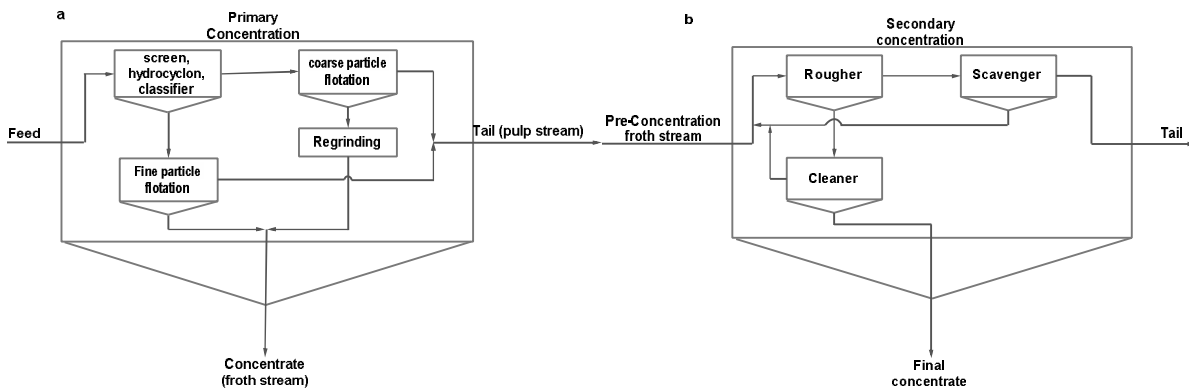 a
Primary
Concentration
screen,
hydrocyclon,
classifier
coarse particle
flotation
Feed
Regrinding
Tail (pulp stream)
Fine particle
flotation
Concentrate
(froth stream)
b
Secondary
concentration
Rougher
Scavenger
Pre-Concentration
froth stream
Tail
Cleaner
Final
concentrate